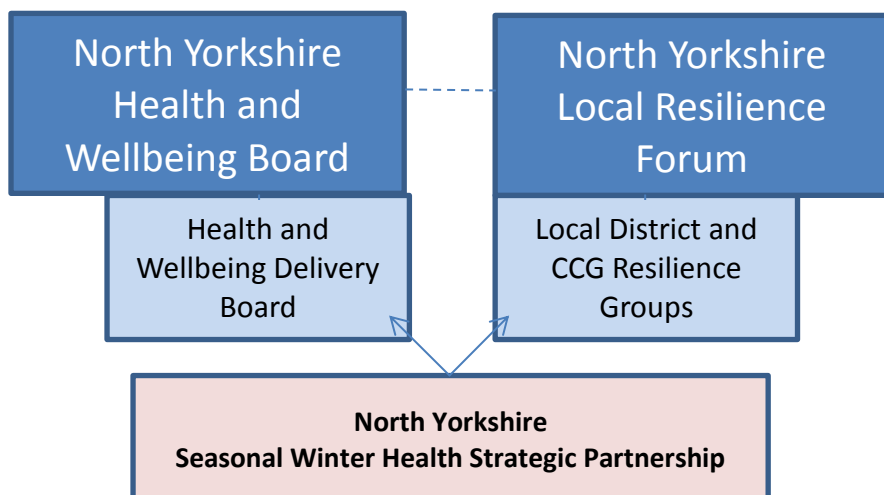 North Yorkshire
Health and
Wellbeing Board
North Yorkshire
Local Resilience
Forum
Health and
Wellbeing Delivery
Board
Local District and
CCG Resilience
Groups
North Yorkshire
Seasonal Winter Health Strategic Partnership